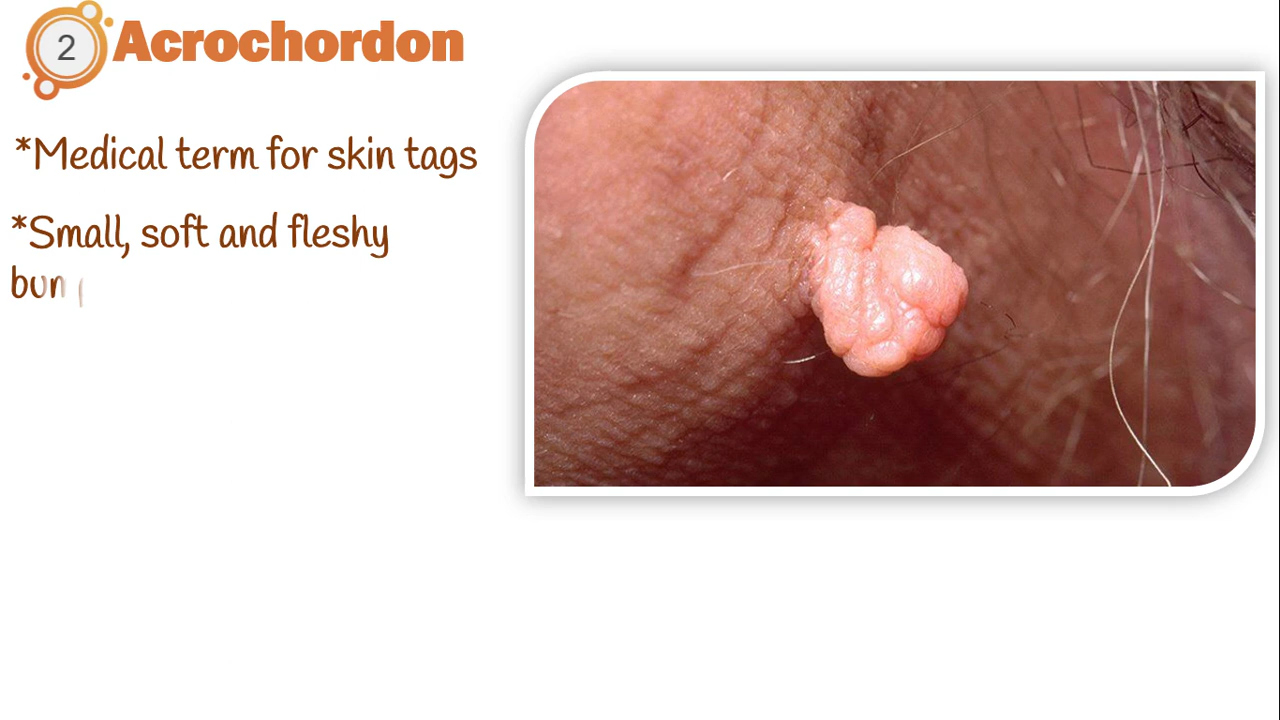 2
Acrochordon
*Medical term for skin tags
*Small, soft and fleshy